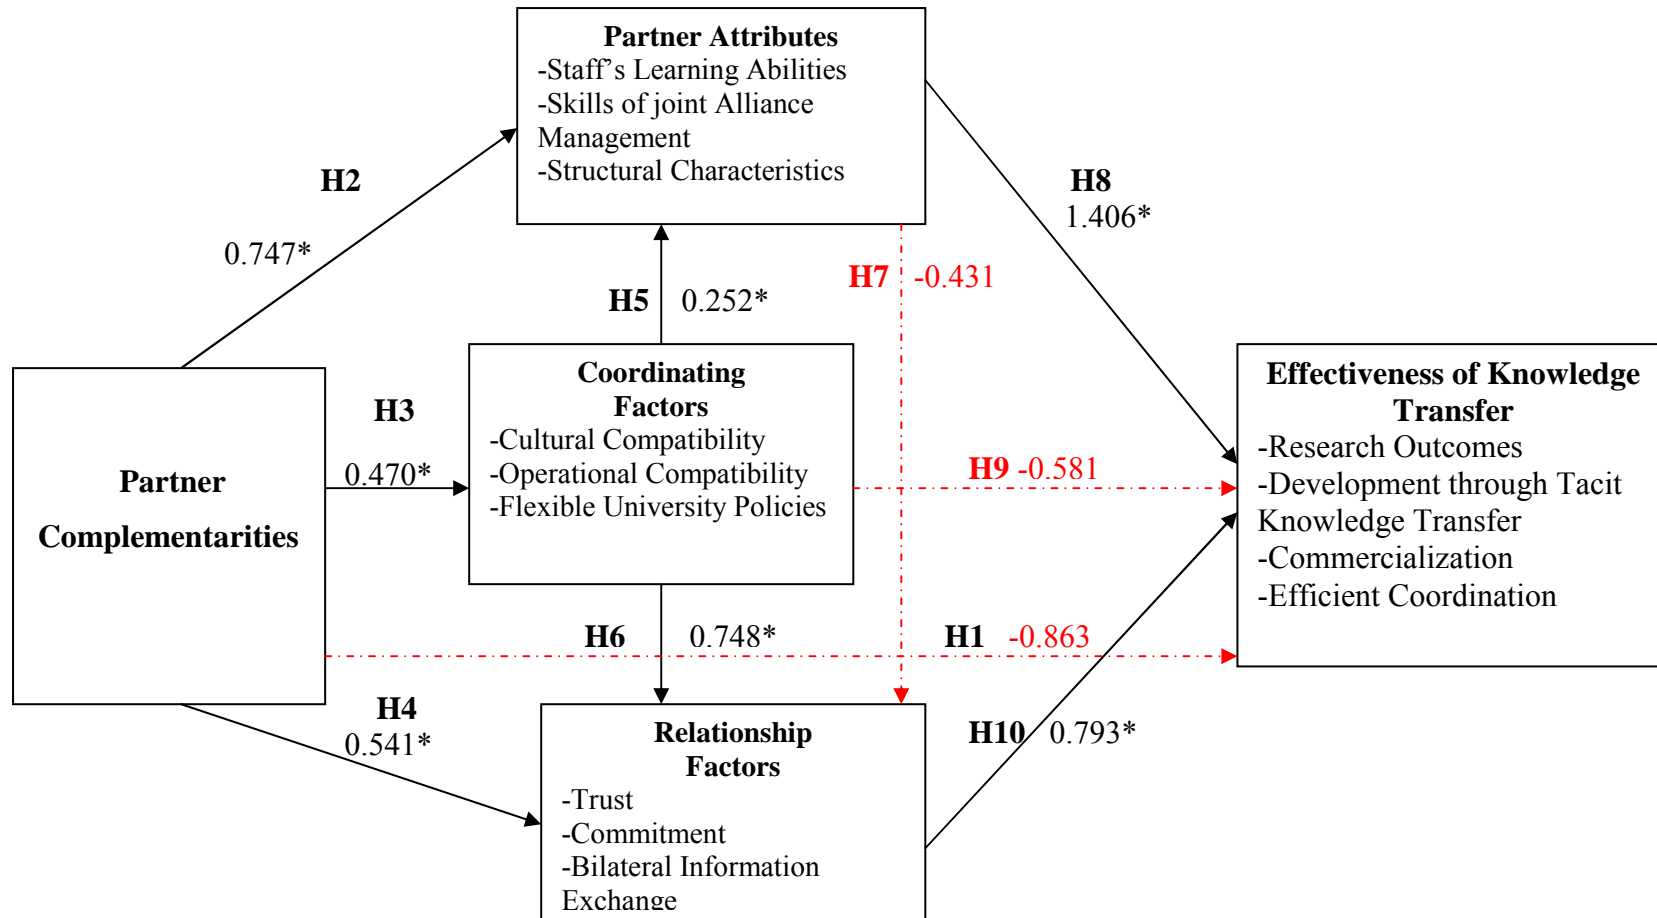 Partner Attributes
-Staff’s Learning Abilities
-Skills of joint Alliance
Management
-Structural Characteristics
H2
0.747*
H8
1.406*
H7 -0.431
H5 0.252*
Partner
Complementarities
H3
0.470*
Coordinating
Factors
-Cultural Compatibility
-Operational Compatibility
-Flexible University Policies
H9 -0.581
Effectiveness of Knowledge
Transfer
-Research Outcomes
-Development through Tacit
Knowledge Transfer
-Commercialization
-Efficient Coordination
H6 0.748*
H1 -0.863
H4
0.541*
Relationship
Factors
-Trust
-Commitment
-Bilateral Information
Exchange
H10 0.793*